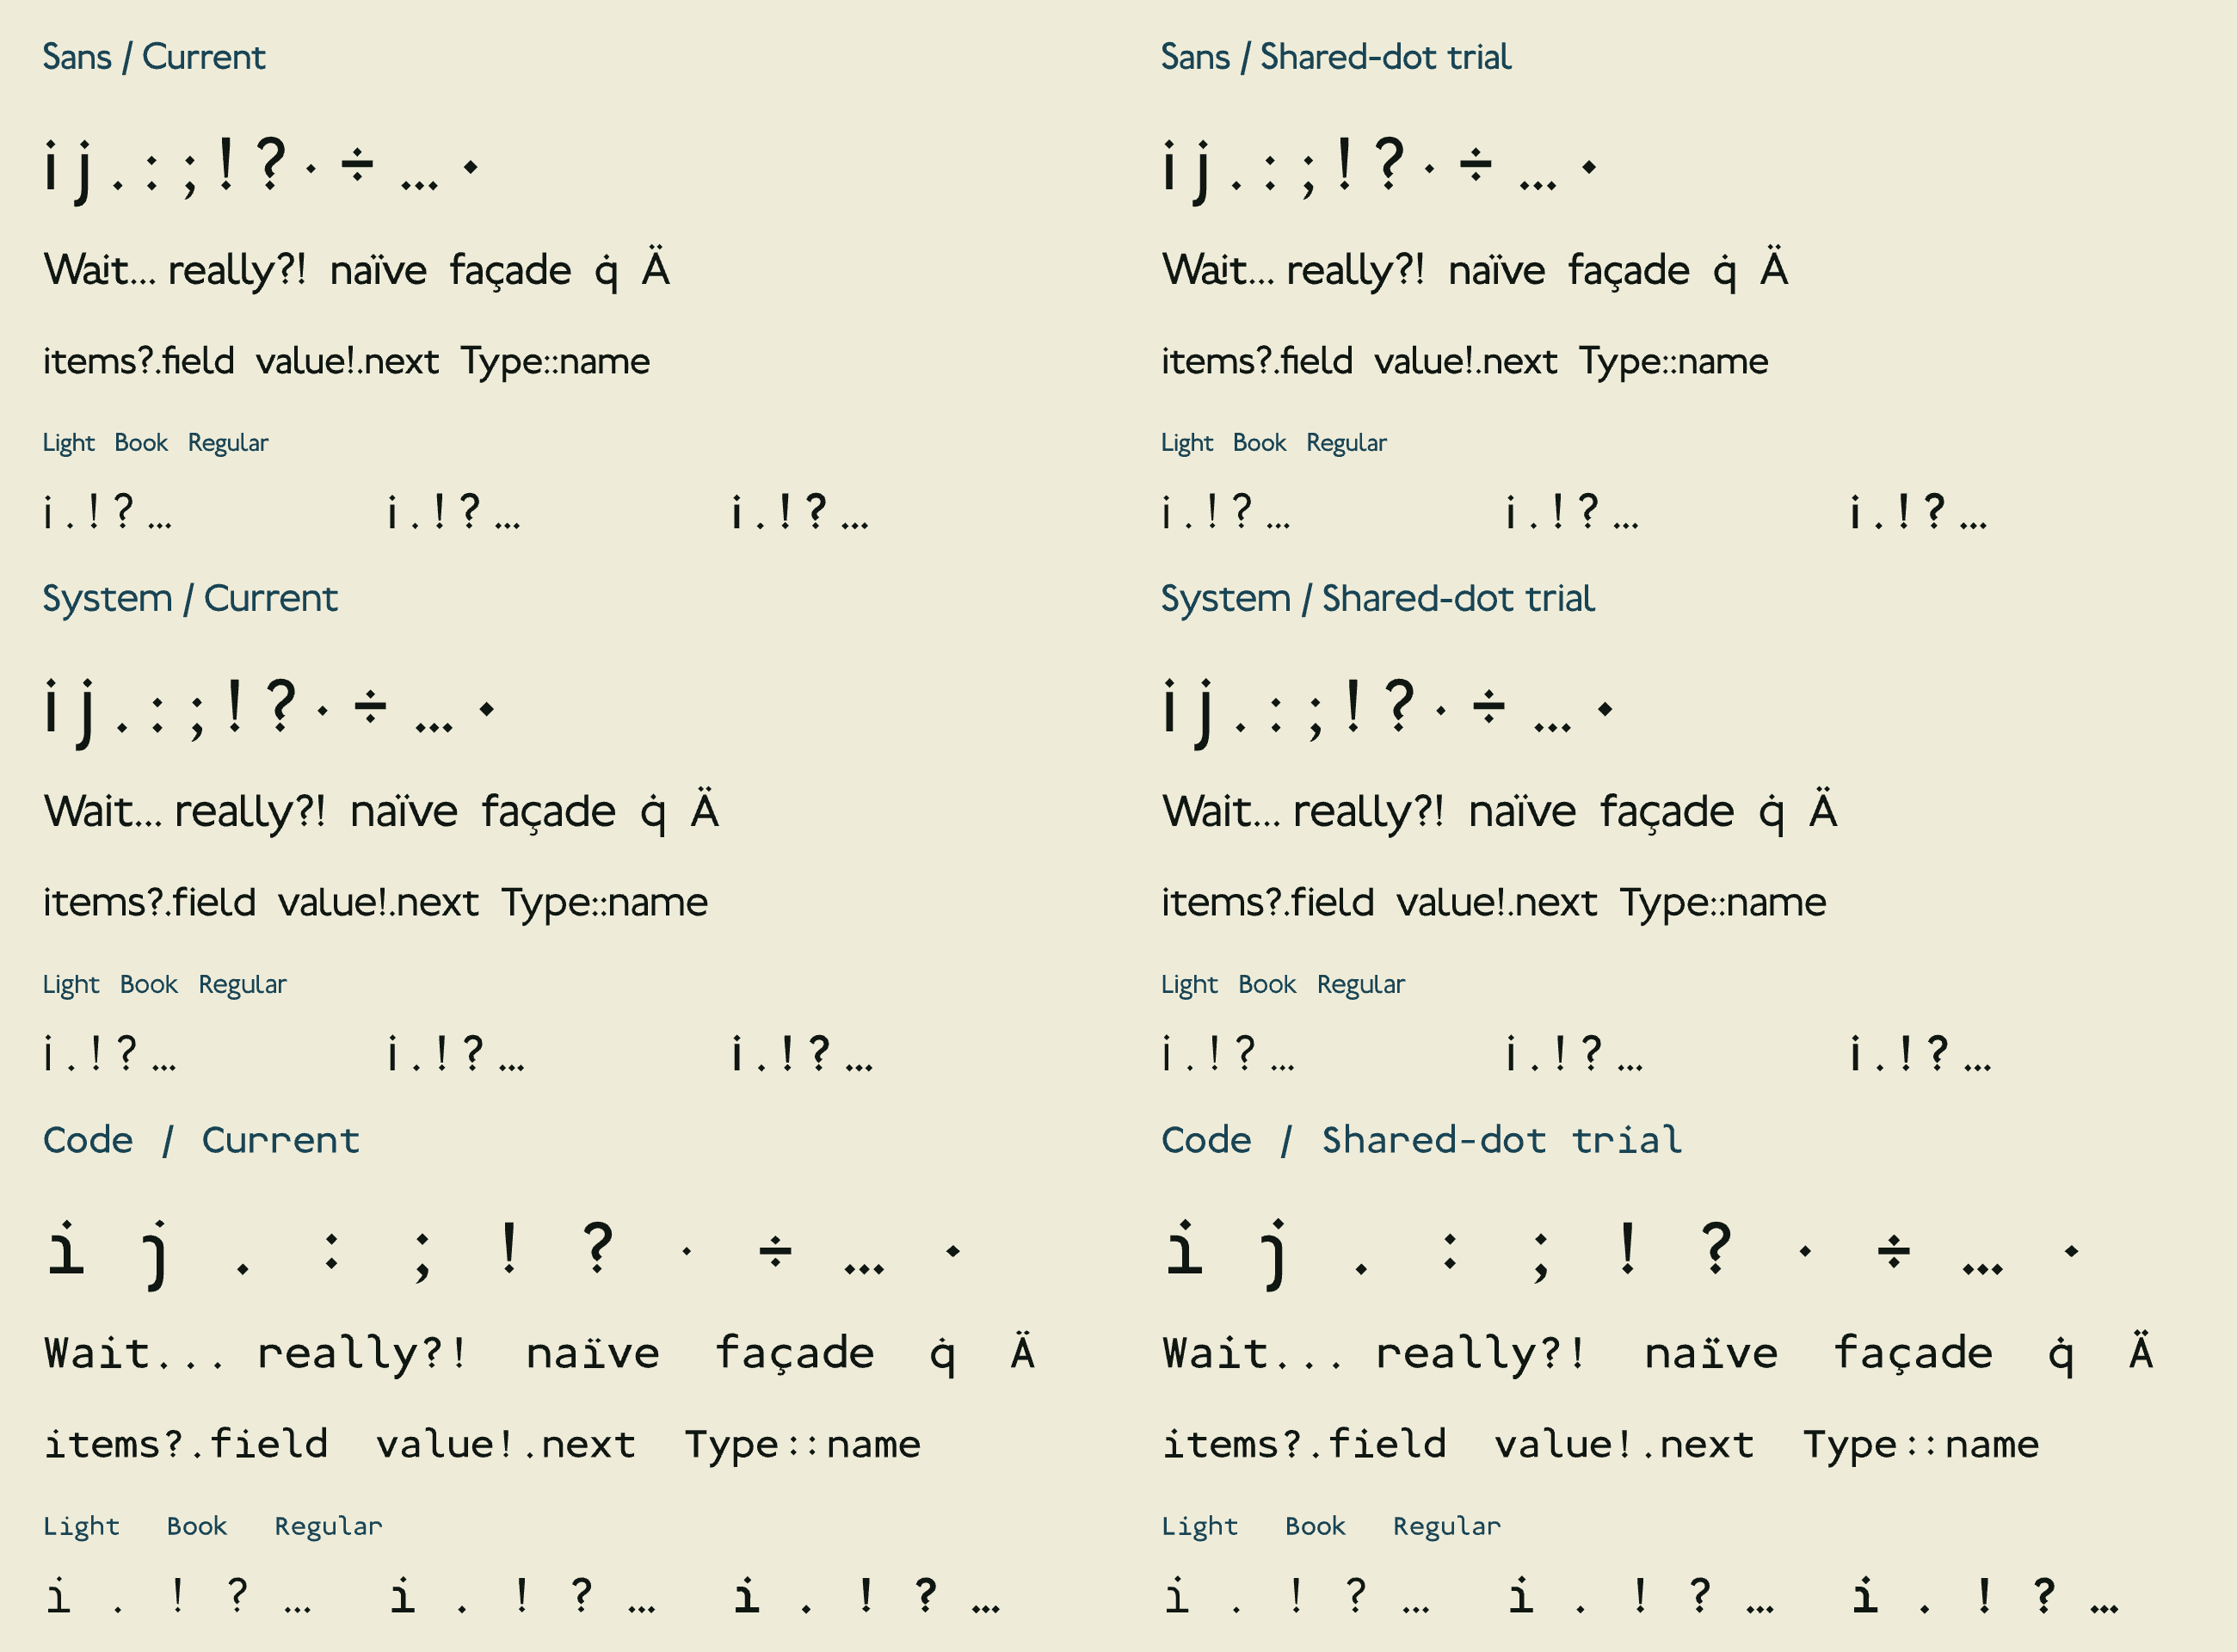 Sans / Current
i j . : ; ! ? · ÷ … ·
Wait... really?! naïve façade q̇ Ä
items?.field value!.next Type::name
Light Book Regular
i . ! ? … i . ! ? … i . ! ? …
System / Current
i j . : ; ! ? · ÷ … ·
Wait... really?! naïve façade q̇ Ä
items?.field value!.next Type::name
Light Book Regular
i . ! ? … i . ! ? … i . ! ? …
Code / Current
i j . : ; ! ? · ÷ … ·
Wait... really?! naïve façade q̇ Ä
items?.field value!.next Type::name
Light Book Regular
i . ! ? … i . ! ? … i . ! ? …
Sans / Shared-dot trial
i j . : ; ! ? · ÷ … ·
Wait... really?! naïve façade q̇ Ä
items?.field value!.next Type::name
Light Book Regular
i . ! ? … i . ! ? … i . ! ? …
System / Shared-dot trial
i j . : ; ! ? · ÷ … ·
Wait... really?! naïve façade q̇ Ä
items?.field value!.next Type::name
Light Book Regular
i . ! ? … i . ! ? … i . ! ? …
Code / Shared-dot trial
i j . : ; ! ? · ÷ … ·
Wait... really?! naïve façade q̇ Ä
items?.field value!.next Type::name
Light Book Regular
i . ! ? … i . ! ? … i . ! ? …